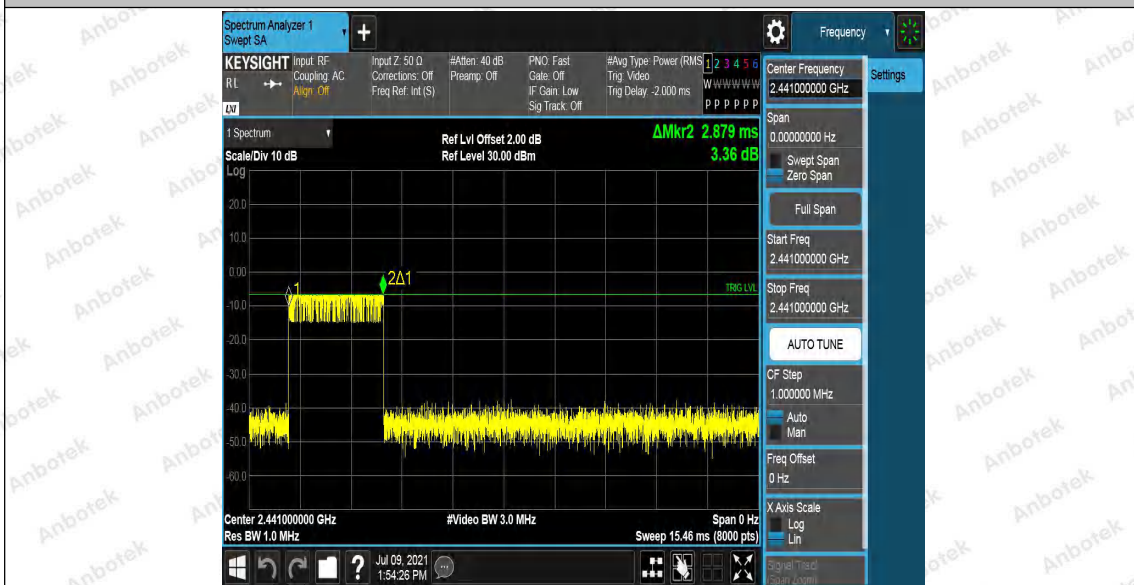 Spectrum Analyzer 1
Swept SA
+
Frequency
KEYSIGHT
RL
LXI
Input: RF
Coupling: AC
Align: Off
Input Z: 50 Ω
Corrections: Off
Freq Ref: Int (S)
#Atten: 40 dB
Preamp: Off
PNO: Fast
Gate: Off
IF Gain: Low
Sig Track: Off
#Avg Type: Power (RMS
Trig: Video
Trig Delay: -2.000 ms
1 2 3 4 5 6
W W W W W W
P P P P P P
Center Frequency
2.441000000 GHz
Settings
1 Spectrum
Scale/Div 10 dB
Ref Lvl Offset 2.00 dB
Ref Level 30.00 dBm
ΔMkr2 2.879 ms
3.36 dB
Span
0.00000000 Hz
Swept Span
Zero Span
Full Span
Start Freq
2.441000000 GHz
Stop Freq
2.441000000 GHz
AUTO TUNE
CF Step
1.000000 MHz
Auto
Man
Freq Offset
0 Hz
X Axis Scale
Log
Lin
Signal Track
(Span Zoom)
Log
20.0
10.0
0.00
-10.0
-20.0
-30.0
-40.0
-50.0
-60.0
1
2Δ1
TRIG LVL
Center 2.441000000 GHz
Res BW 1.0 MHz
#Video BW 3.0 MHz
Span 0 Hz
Sweep 15.46 ms (8000 pts)
?
Jul 09, 2021
1:54:26 PM
Anbotek